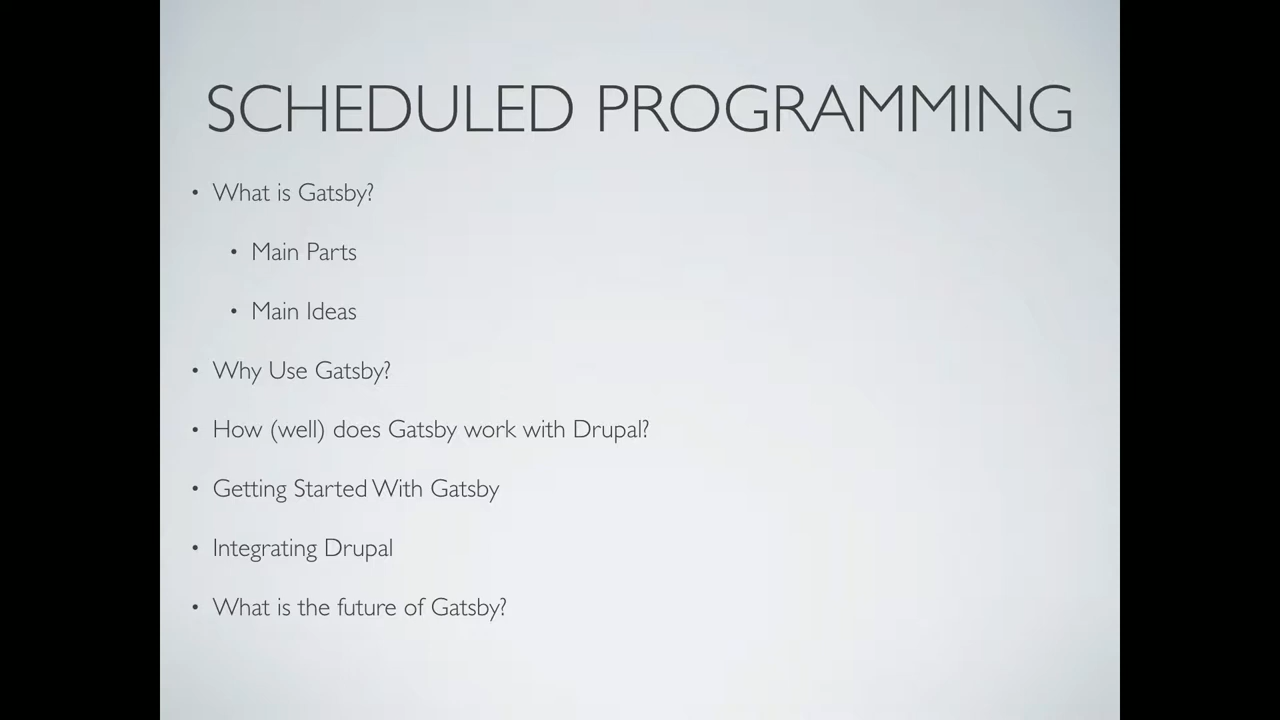 SCHEDULED PROGRAMMING
• What is Gatsby?
• Main Parts
• Main Ideas
• Why Use Gatsby?
• How (well) does Gatsby work with Drupal?
• Getting Started With Gatsby
• Integrating Drupal
• What is the future of Gatsby?